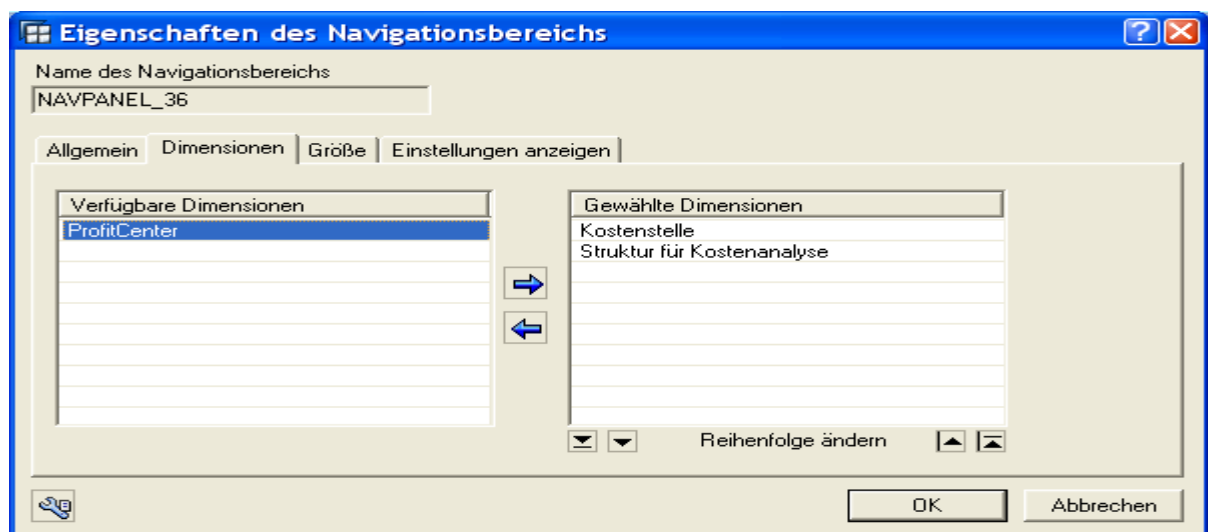 Eigenschaften des Navigationsbereichs
Name des Navigationsbereichs
NAVPANEL_36
Allgemein Dimensionen Größe Einstellungen anzeigen
Verfügbare Dimensionen
ProfitCenter
Gewählte Dimensionen
Kostenstelle
Struktur für Kostenanalyse
Reihenfolge ändern
OK Abbrechen